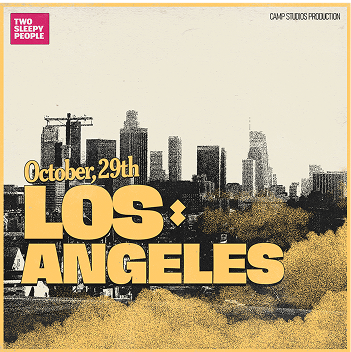 TWO
SLEEPY
PEOPLE
CAMP STUDIOS PRODUCTION
October, 29th
LOS:
ANGELES